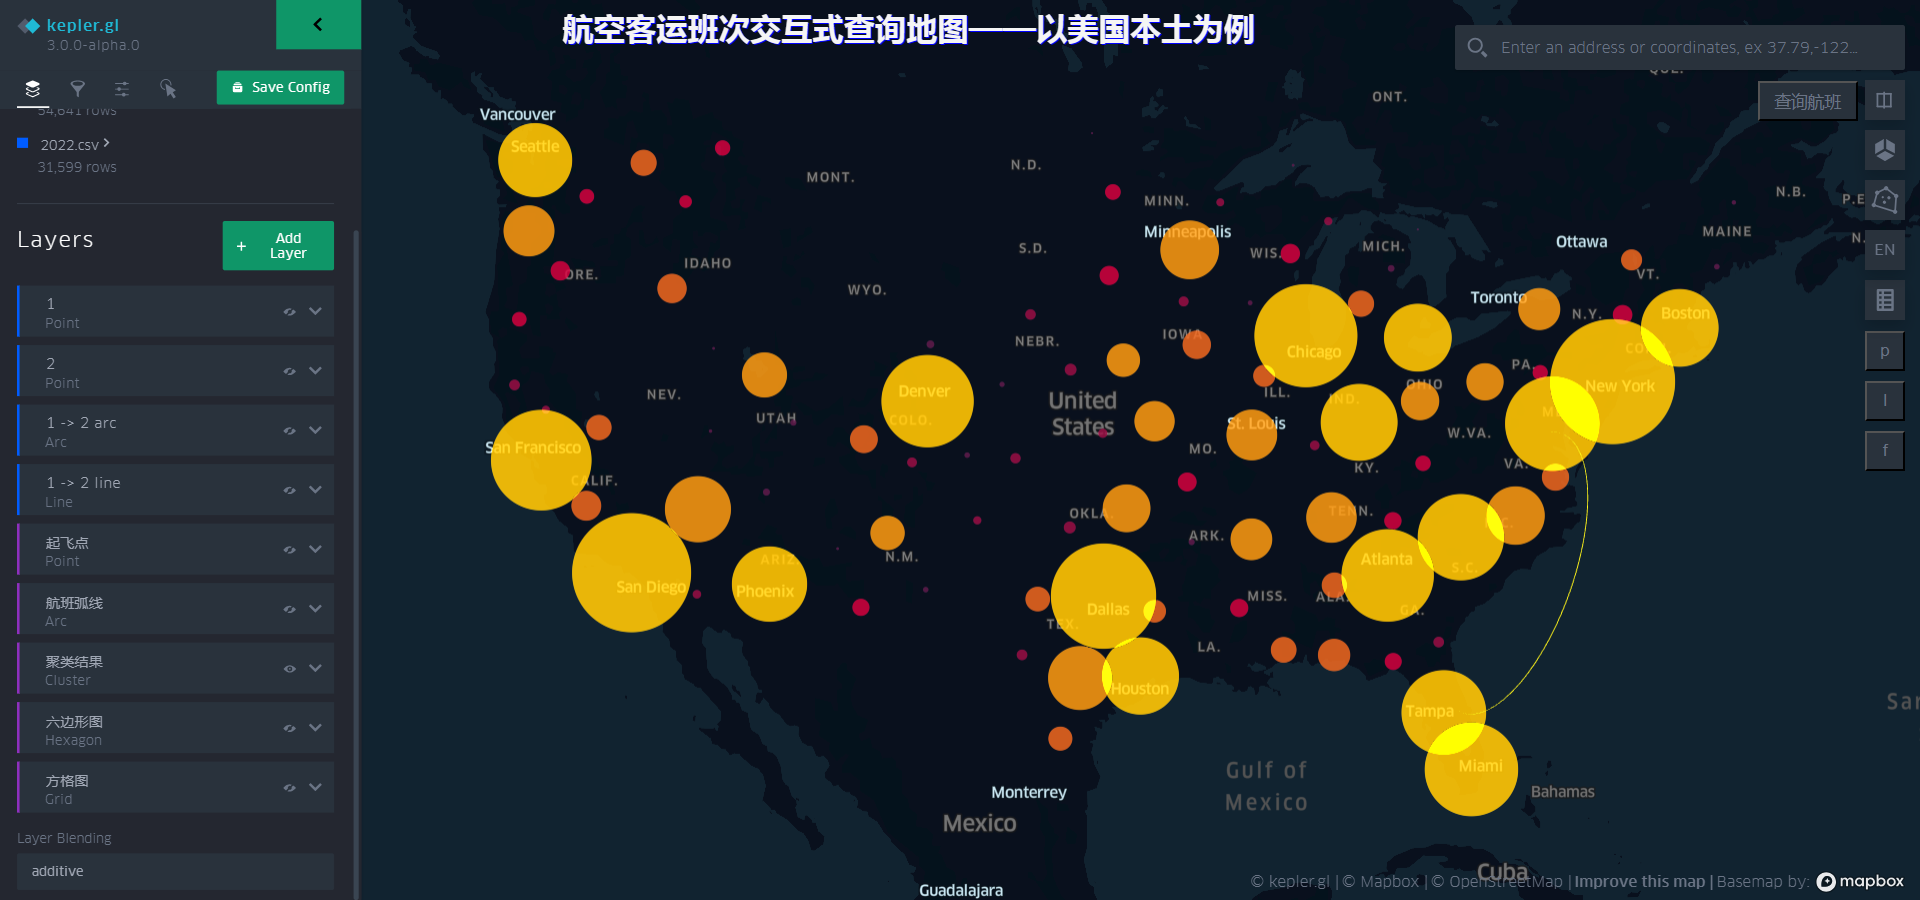 kepler.gl
3.0.0-alpha.0
Save Config
54,641 rows
2022.csv
31,599 rows
Layers
+ Add Layer
1
Point
2
Point
1 -> 2 arc
Arc
1 -> 2 line
Line
起飞点
Point
航班弧线
Arc
聚类结果
Cluster
六边形图
Hexagon
方格图
Grid
Layer Blending
additive
航空客运班次交互式查询地图——以美国本土为例
Enter an address or coordinates, ex 37.79,-122...
查询航班
EN
p
l
f
QUE.
ONT.
Vancouver
Seattle
MONT.
N.D.
MINN.
N.B.
P.E
Minneapolis
S.D.
WIS.
MICH.
Ottawa
MAINE
N.
ORE.
IDAHO
WYO.
VT.
Toronto
N.Y.
Boston
NEBR.
IOWA
Chicago
CO
PA.
NEV.
UTAH
Denver
COLO.
United
States
ILL.
IND.
OHIO
New York
San Francisco
CALIF.
St. Louis
MO.
W.VA.
VA.
KY.
OKLA.
TENN.
ARK.
ARIZ.
N.M.
Atlanta
S.C.
San Diego
Phoenix
Dallas
TEX.
MISS.
ALA.
GA.
LA.
Houston
Tampa
Miami
Gulf of
Mexico
Bahamas
Monterrey
Mexico
Cuba
Guadalajara
San
© kepler.gl | © Mapbox | © OpenStreetMap | Improve this map | Basemap by: mapbox